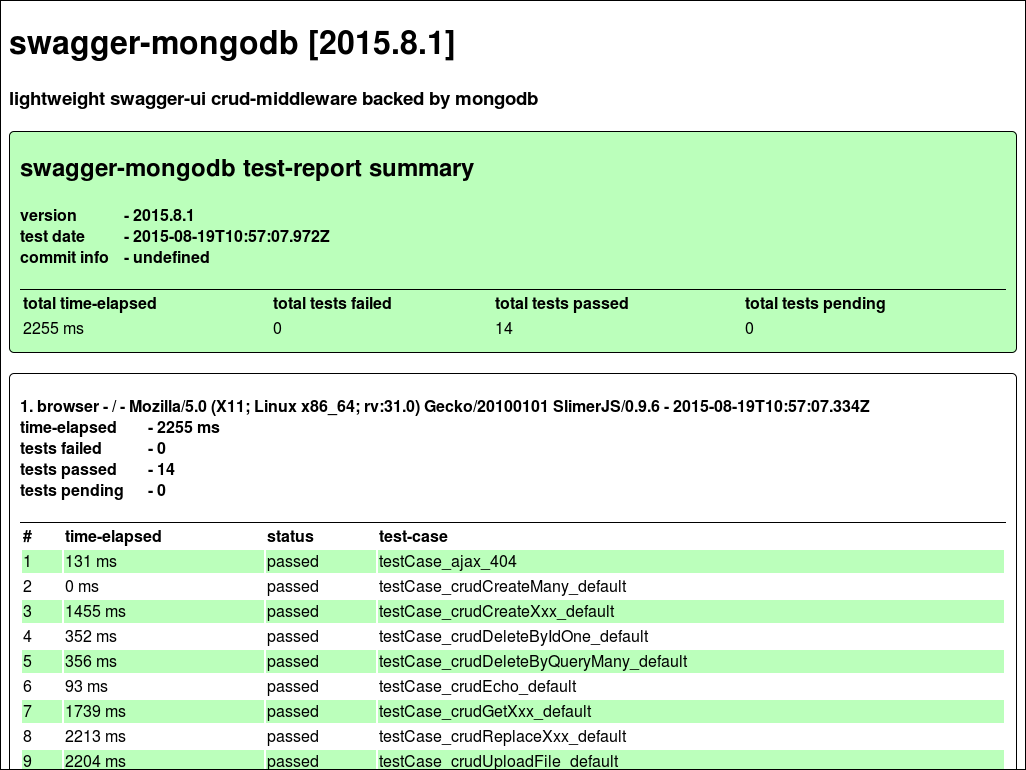 swagger-mongodb [2015.8.1]
lightweight swagger-ui crud-middleware backed by mongodb
swagger-mongodb test-report summary
version - 2015.8.1
test date - 2015-08-19T10:57:07.972Z
commit info - undefined
total time-elapsed total tests failed total tests passed total tests pending
2255 ms 0 14 0
1. browser - / - Mozilla/5.0 (X11; Linux x86_64; rv:31.0) Gecko/20100101 SlimerJS/0.9.6 - 2015-08-19T10:57:07.334Z
time-elapsed - 2255 ms
tests failed - 0
tests passed - 14
tests pending - 0
# time-elapsed status test-case
1 131 ms passed testCase_ajax_404
2 0 ms passed testCase_crudCreateMany_default
3 1455 ms passed testCase_crudCreateXxx_default
4 352 ms passed testCase_crudDeleteByIdOne_default
5 356 ms passed testCase_crudDeleteByQueryMany_default
6 93 ms passed testCase_crudEcho_default
7 1739 ms passed testCase_crudGetXxx_default
8 2213 ms passed testCase_crudReplaceXxx_default
9 2204 ms passed testCase_crudUploadFile_default